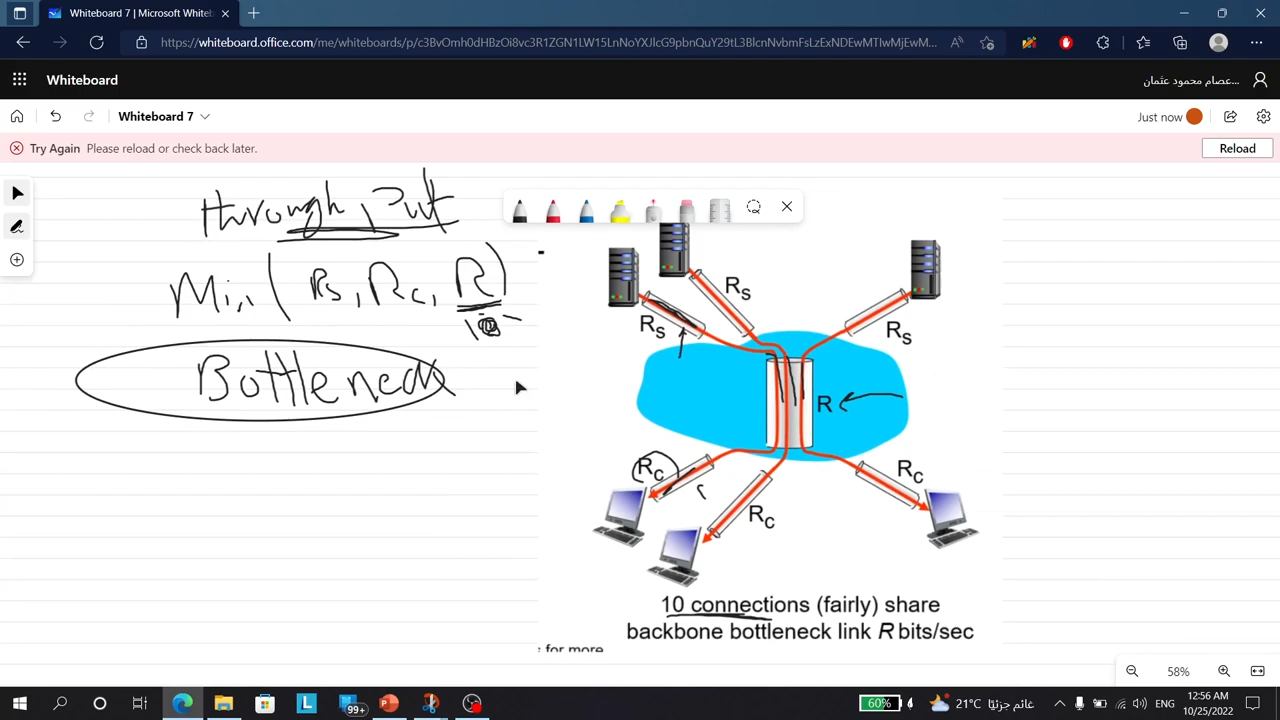 Whiteboard 7 | Microsoft Whiteb
https://whiteboard.office.com/me/whiteboards/p/c3BvOmh0dHBzOi8vc3R1ZGN1LW15LnNoYXJlcG9pbnQuY29tL3BlcnNvbmFsLzExNDEwMTIwMjEwM...
Whiteboard
عصام محمود عثمان...
Whiteboard 7
Just now
Try Again Please reload or check back later.
Reload
through put
Min ( Rs, Rc, R )
10
Bottleneck
Rs
Rs
Rs
R
Rc
Rc
Rc
10 connections (fairly) share
backbone bottleneck link R bits/sec
s for more
58%
99+
60%
21°C غائم جزئيًا
12:56 AM
10/25/2022